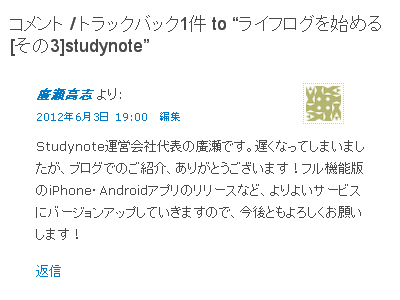 コメント / トラックバック1件 to “ライフログを始める
[その3]studynote”
廣瀬高志 より:
2012年6月3日 19:00 編集
Studynote運営会社代表の廣瀬です。遅くなってしまいまし
たが、ブログでのご紹介、ありがとうございます！フル機能版
のiPhone・Androidアプリのリリースなど、よりよいサービス
にバージョンアップしていきますので、今後ともよろしくお願い
します！
返信